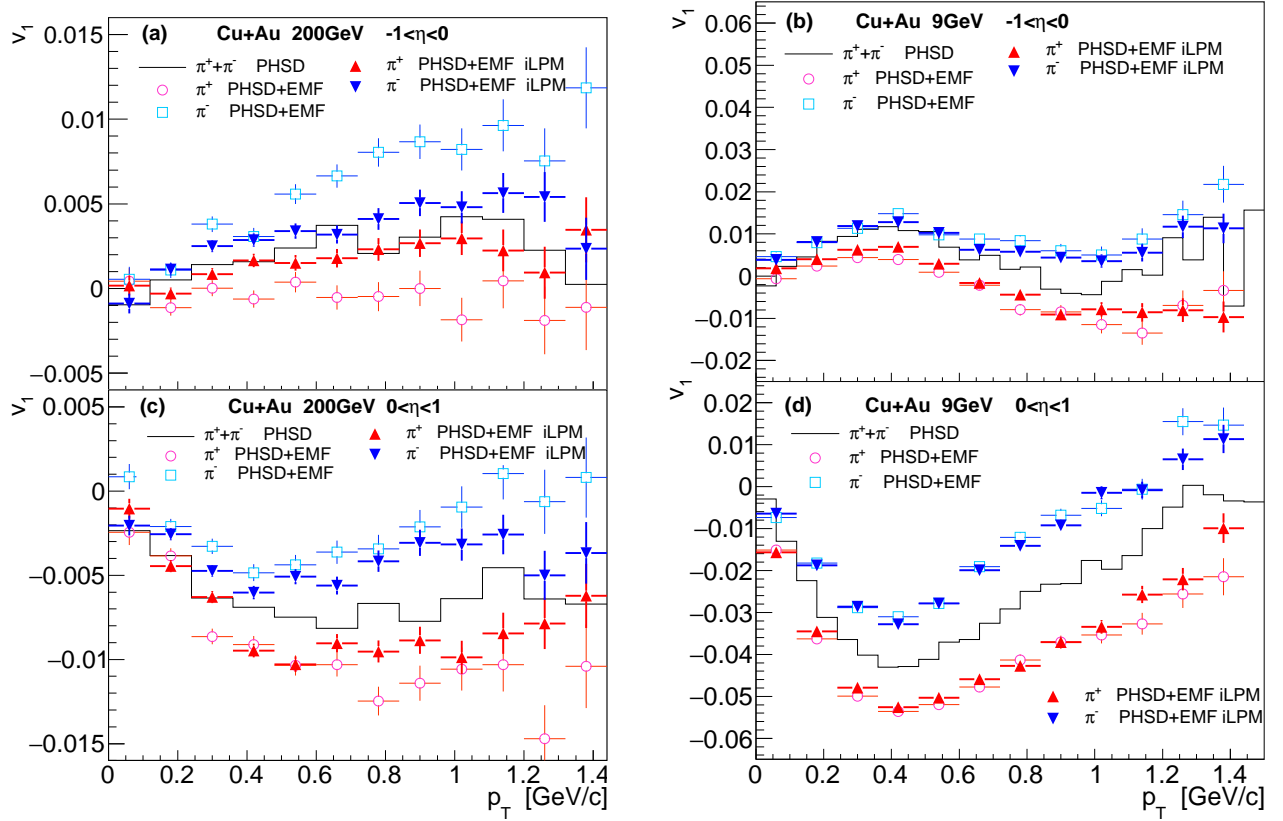 v₁
0.015
0.01
0.005
0
−0.005
(a) Cu+Au 200GeV -1<η<0
π⁺+π⁻ PHSD
π⁺ PHSD+EMF
π⁻ PHSD+EMF
π⁺ PHSD+EMF iLPM
π⁻ PHSD+EMF iLPM
v₁
0.06
0.05
0.04
0.03
0.02
0.01
0
−0.01
−0.02
(b) Cu+Au 9GeV -1<η<0
π⁺+π⁻ PHSD
π⁺ PHSD+EMF
π⁻ PHSD+EMF
π⁺ PHSD+EMF iLPM
π⁻ PHSD+EMF iLPM
v₁
0.005
0
−0.005
−0.01
−0.015
(c) Cu+Au 200GeV 0<η<1
π⁺+π⁻ PHSD
π⁺ PHSD+EMF
π⁻ PHSD+EMF
π⁺ PHSD+EMF iLPM
π⁻ PHSD+EMF iLPM
0 0.2 0.4 0.6 0.8 1 1.2 1.4
p_T [GeV/c]
v₁
0.02
0.01
0
−0.01
−0.02
−0.03
−0.04
−0.05
−0.06
(d) Cu+Au 9GeV 0<η<1
π⁺+π⁻ PHSD
π⁺ PHSD+EMF
π⁻ PHSD+EMF
π⁺ PHSD+EMF iLPM
π⁻ PHSD+EMF iLPM
0 0.2 0.4 0.6 0.8 1 1.2 1.4
p_T [GeV/c]